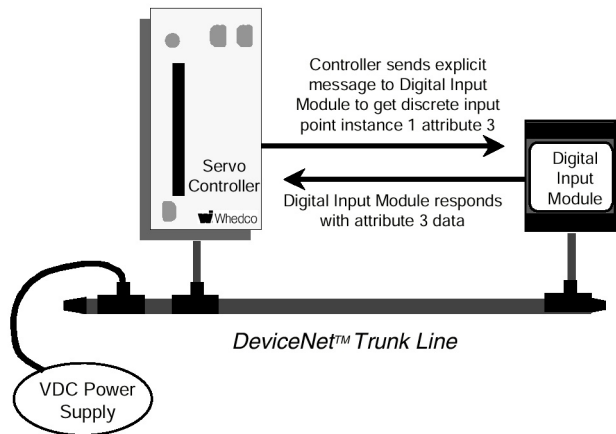 Controller sends explicit
message to Digital Input
Module to get discrete input
point instance 1 attribute 3
Servo
Controller
Whedco
Digital
Input
Module
Digital Input Module responds
with attribute 3 data
DeviceNet™ Trunk Line
VDC Power
Supply